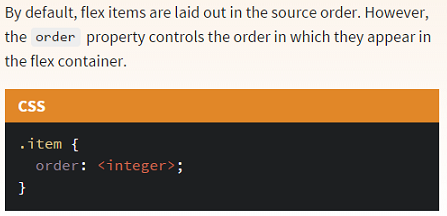 By default, flex items are laid out in the source order. However,
the order property controls the order in which they appear in
the flex container.
CSS
.item {
  order: <integer>;
}